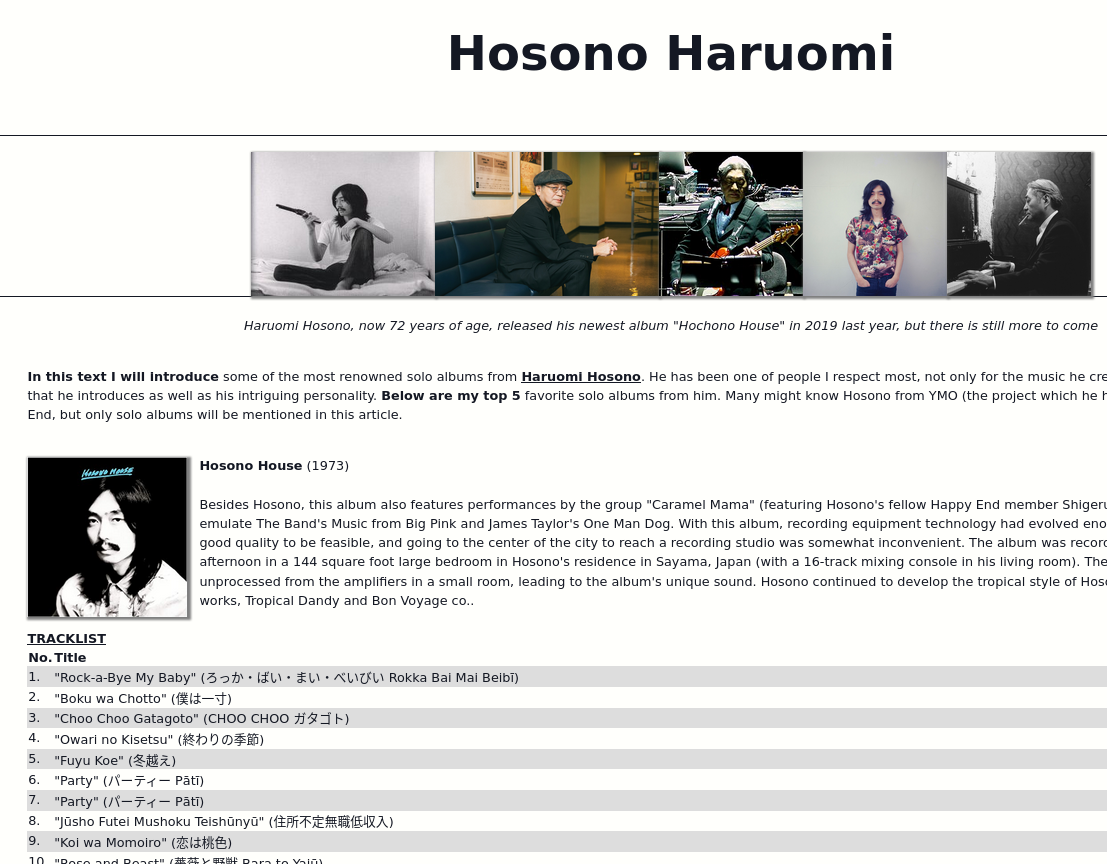 Hosono Haruomi
Haruomi Hosono, now 72 years of age, released his newest album "Hochono House" in 2019 last year, but there is still more to come
In this text I will introduce some of the most renowned solo albums from Haruomi Hosono. He has been one of people I respect most, not only for the music he cre
that he introduces as well as his intriguing personality. Below are my top 5 favorite solo albums from him. Many might know Hosono from YMO (the project which he h
End, but only solo albums will be mentioned in this article.
HOSONO HOUSE
Hosono House (1973)
Besides Hosono, this album also features performances by the group "Caramel Mama" (featuring Hosono's fellow Happy End member Shigeru
emulate The Band's Music from Big Pink and James Taylor's One Man Dog. With this album, recording equipment technology had evolved eno
good quality to be feasible, and going to the center of the city to reach a recording studio was somewhat inconvenient. The album was record
afternoon in a 144 square foot large bedroom in Hosono's residence in Sayama, Japan (with a 16-track mixing console in his living room). The
unprocessed from the amplifiers in a small room, leading to the album's unique sound. Hosono continued to develop the tropical style of Hoso
works, Tropical Dandy and Bon Voyage co..
TRACKLIST
No. Title
1. "Rock-a-Bye My Baby" (ろっか・ばい・まい・べいびい Rokka Bai Mai Beibī)
2. "Boku wa Chotto" (僕は一寸)
3. "Choo Choo Gatagoto" (CHOO CHOO ガタゴト)
4. "Owari no Kisetsu" (終わりの季節)
5. "Fuyu Koe" (冬越え)
6. "Party" (パーティー Pātī)
7. "Party" (パーティー Pātī)
8. "Jūsho Futei Mushoku Teishūnyū" (住所不定無職低収入)
9. "Koi wa Momoiro" (恋は桃色)
10. "Rose and Beast" (薔薇と野獣 Bara to Yajū)